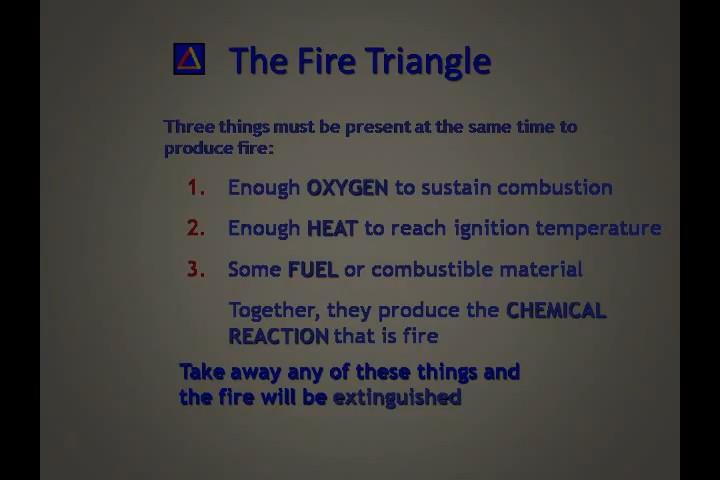 The Fire Triangle
Three things must be present at the same time to
produce fire:
1. Enough OXYGEN to sustain combustion
2. Enough HEAT to reach ignition temperature
3. Some FUEL or combustible material
Together, they produce the CHEMICAL
REACTION that is fire
Take away any of these things and
the fire will be extinguished